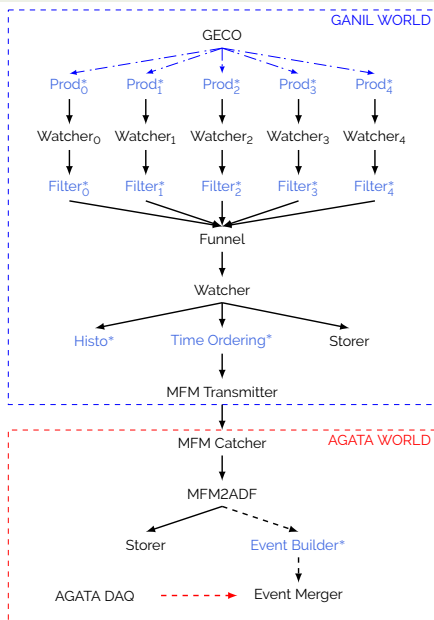 GANIL WORLD
GECO
Prod*0 Prod*1 Prod*2 Prod*3 Prod*4
Watcher0 Watcher1 Watcher2 Watcher3 Watcher4
Filter*0 Filter*1 Filter*2 Filter*3 Filter*4
Funnel
Watcher
Histo* Time Ordering* Storer
MFM Transmitter
AGATA WORLD
MFM Catcher
MFM2ADF
Storer Event Builder*
AGATA DAQ Event Merger